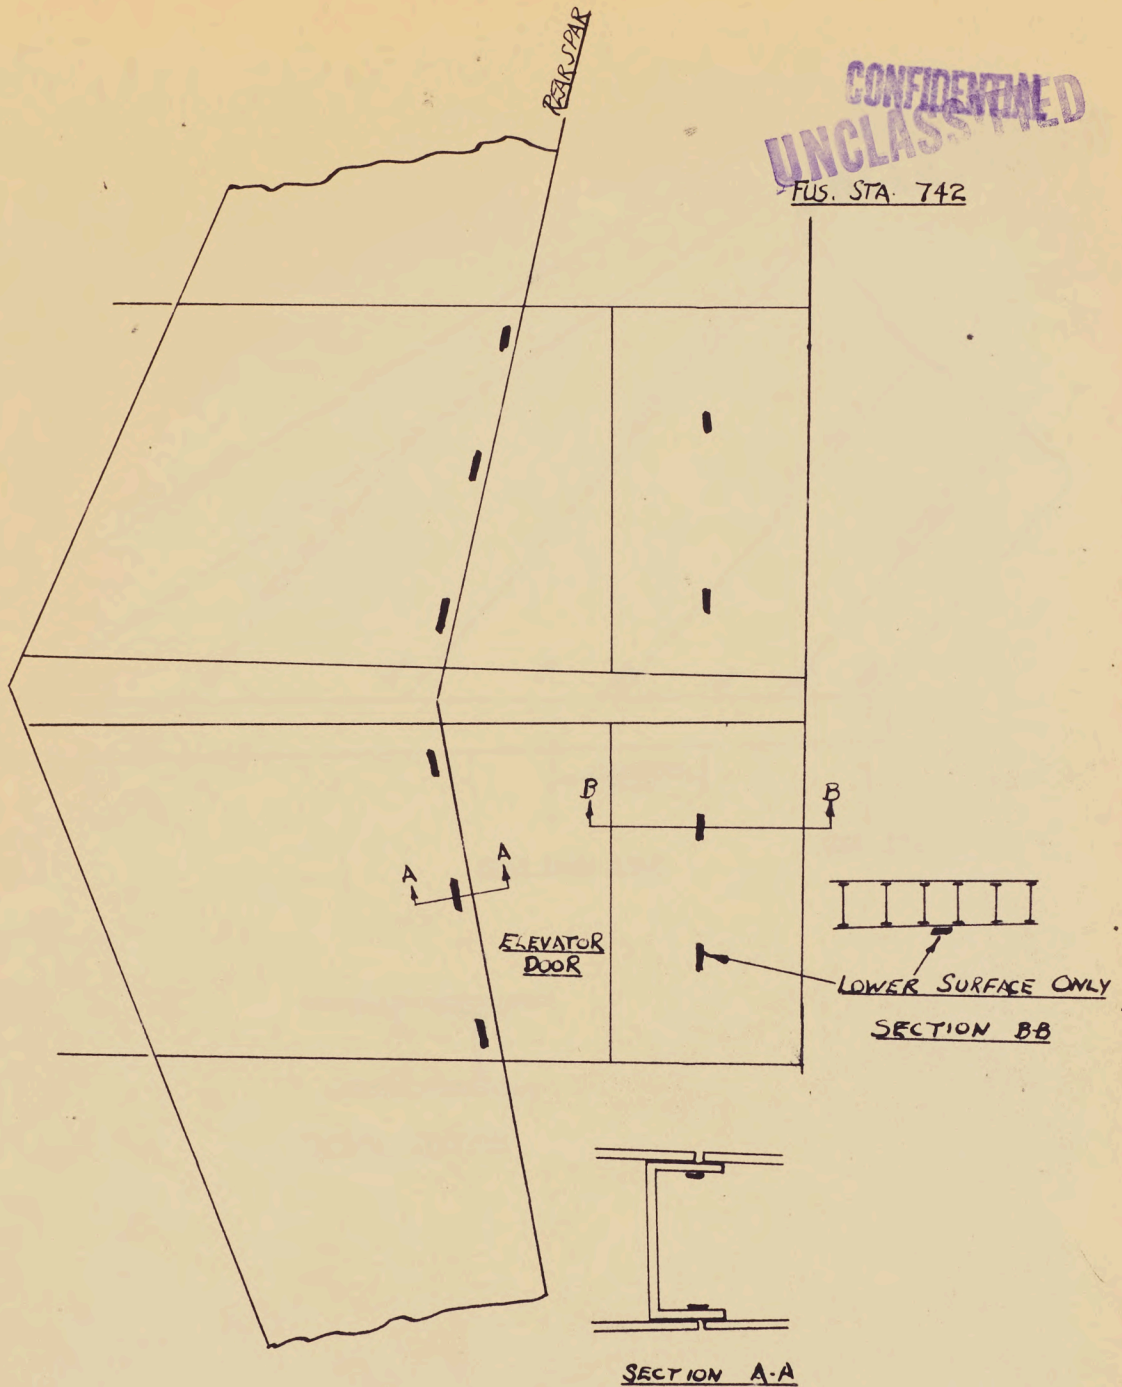 REAR SPAR
CONFIDENTIAL
UNCLASSIFIED
FUS. STA. 742
B B
A A
ELEVATOR
DOOR
LOWER SURFACE ONLY
SECTION B-B
SECTION A-A